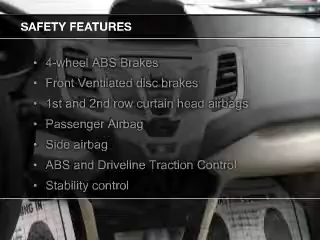 SAFETY FEATURES
• 4-wheel ABS Brakes
• Front Ventilated disc brakes
• 1st and 2nd row curtain head airbags
• Passenger Airbag
• Side airbag
• ABS and Driveline Traction Control
• Stability control